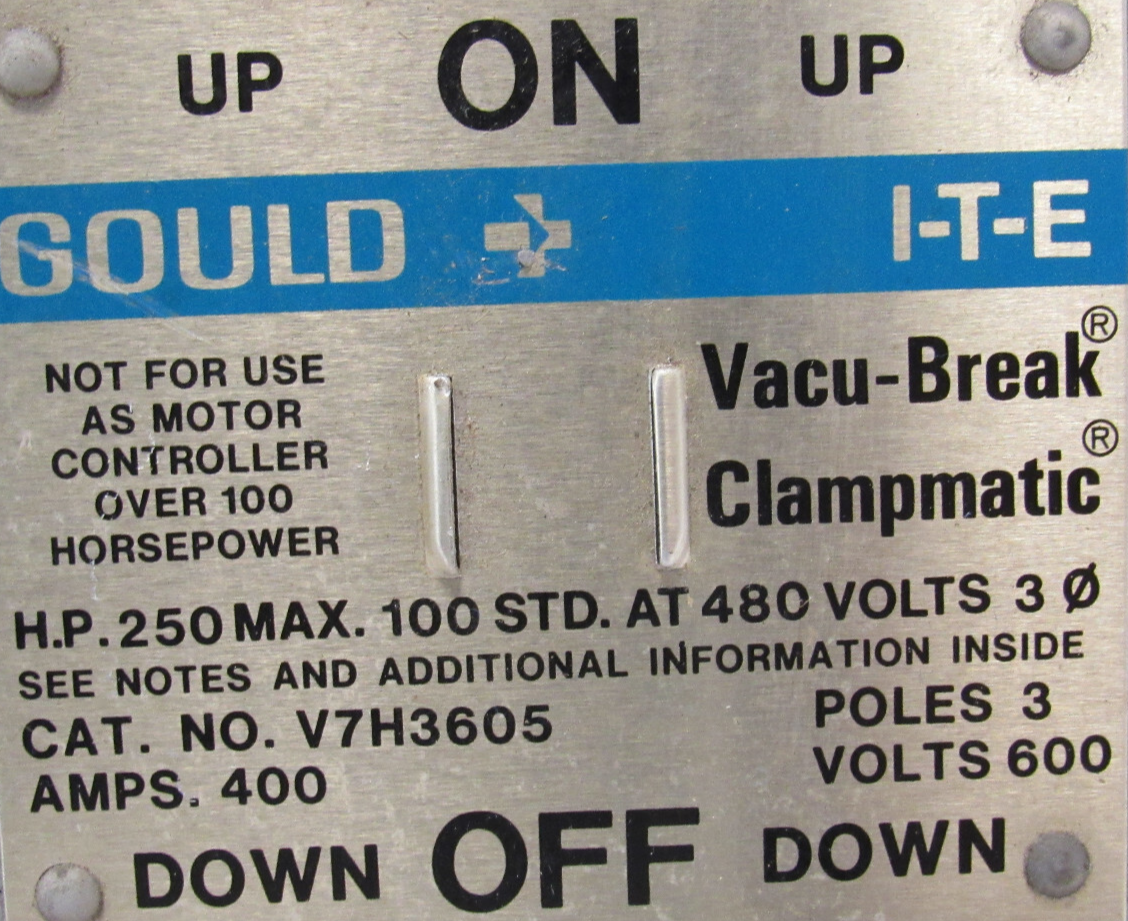 UP ON UP
GOULD I-T-E
NOT FOR USE
AS MOTOR
CONTROLLER
OVER 100
HORSEPOWER
Vacu-Break®
Clampmatic®
H.P. 250 MAX. 100 STD. AT 480 VOLTS 3 Ø
SEE NOTES AND ADDITIONAL INFORMATION INSIDE
CAT. NO. V7H3605
POLES 3
AMPS. 400
VOLTS 600
DOWN OFF DOWN